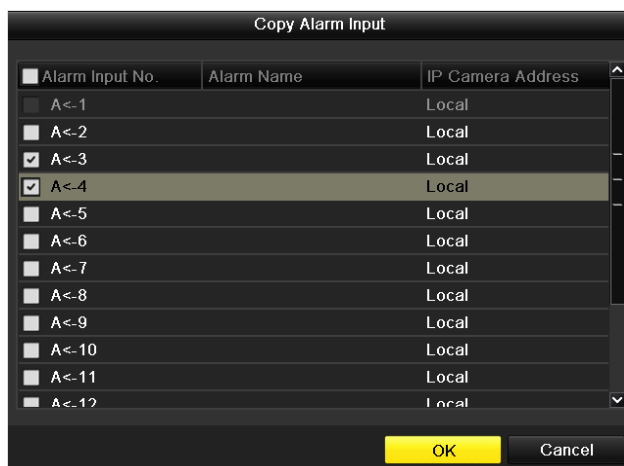 Copy Alarm Input
Alarm Input No. Alarm Name IP Camera Address
A<-1 Local
A<-2 Local
A<-3 Local
A<-4 Local
A<-5 Local
A<-6 Local
A<-7 Local
A<-8 Local
A<-9 Local
A<-10 Local
A<-11 Local
A<-12 Local
OK Cancel